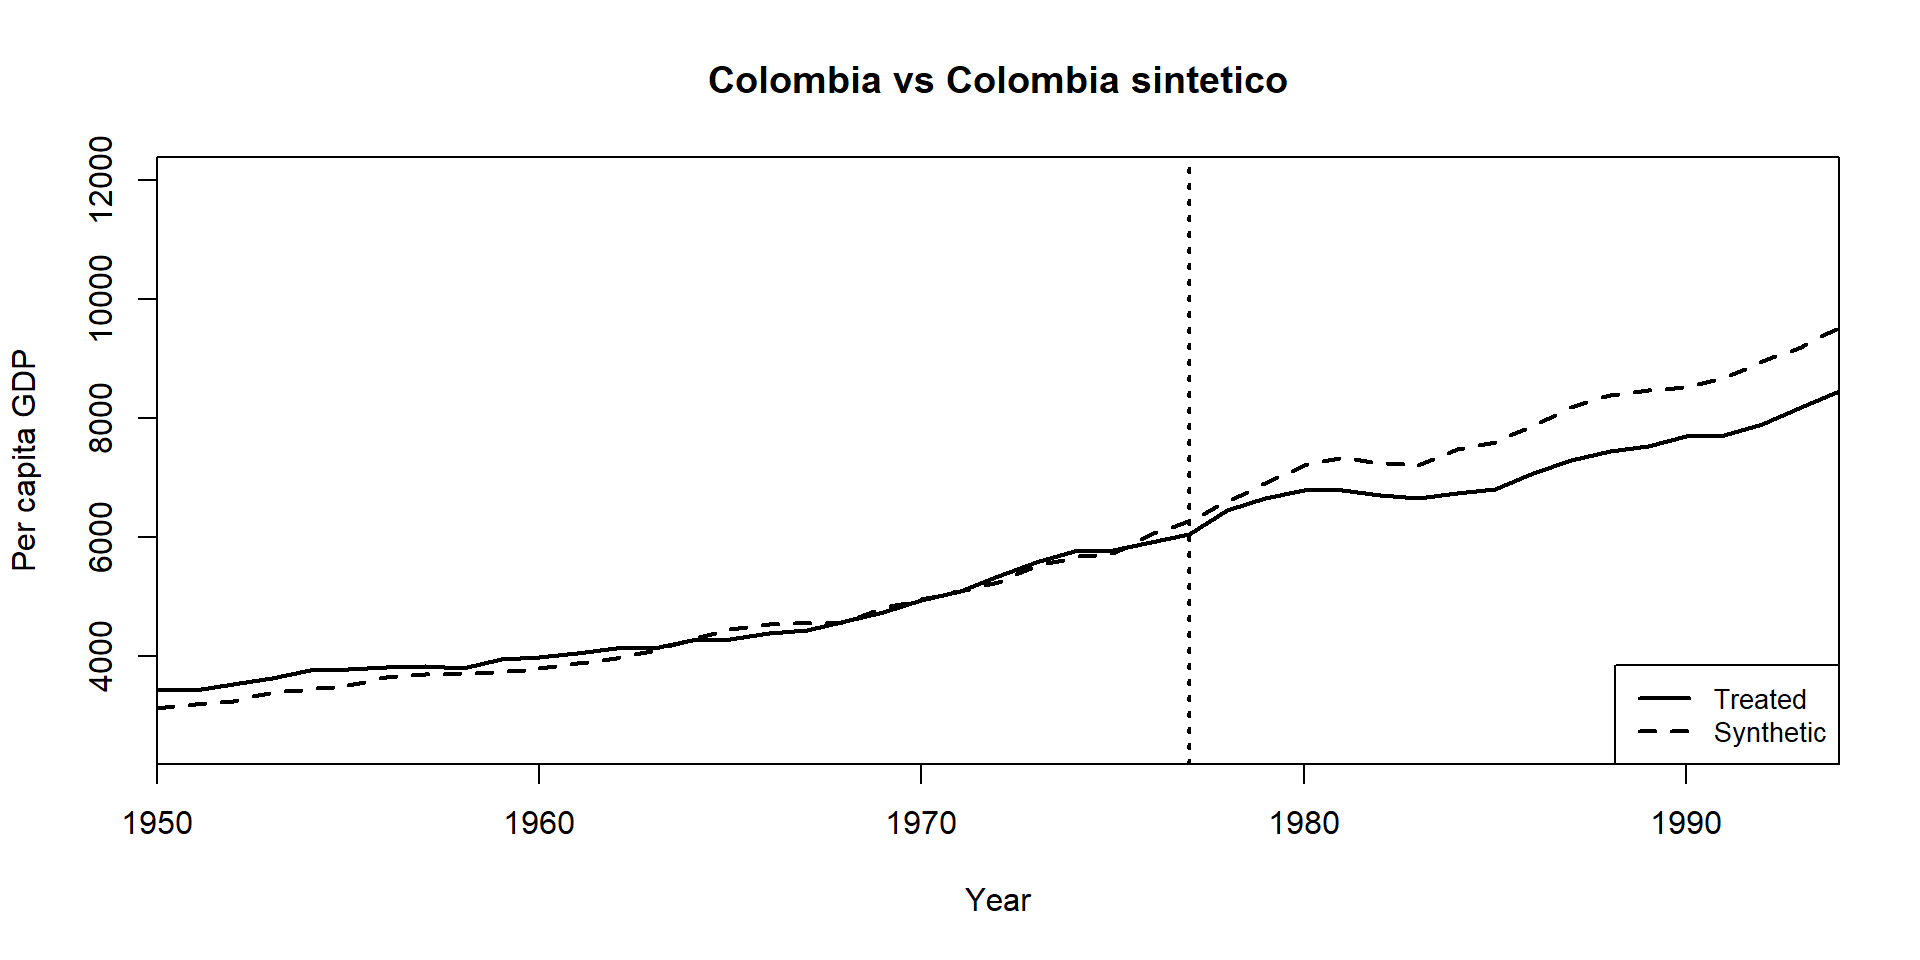 Colombia vs Colombia sintetico
Per capita GDP
12000
10000
8000
6000
4000
Treated
Synthetic
1950 1960 1970 1980 1990
Year